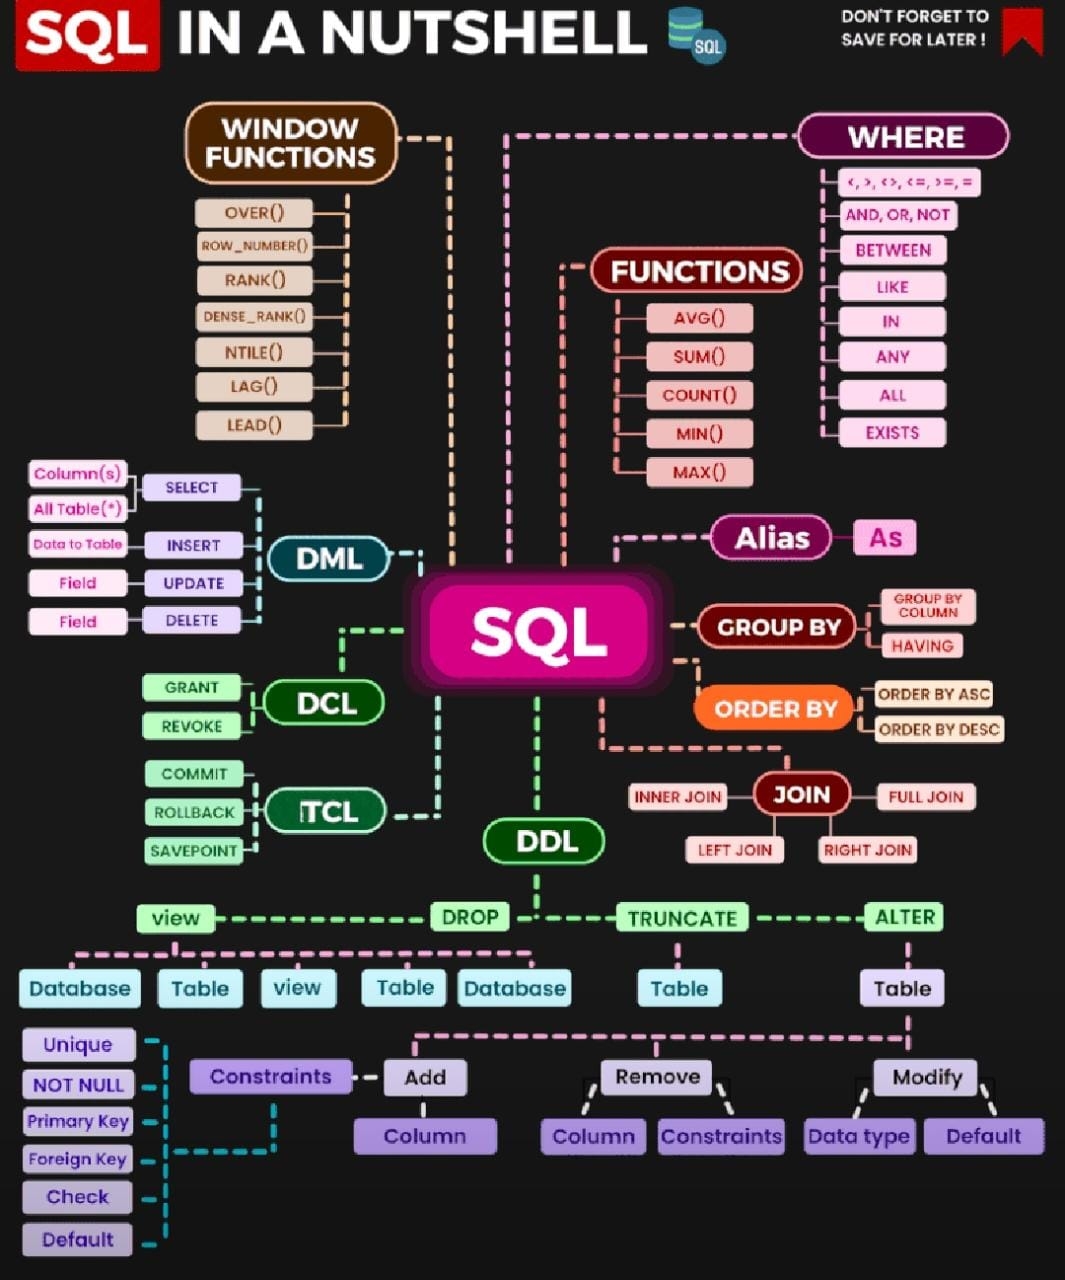 SQL IN A NUTSHELL
SQL
DON'T FORGET TO
SAVE FOR LATER !
WINDOW
FUNCTIONS
OVER()
ROW_NUMBER()
RANK()
DENSE_RANK()
NTILE()
LAG()
LEAD()
WHERE
<, >, <>, <=, >=, =
AND, OR, NOT
BETWEEN
LIKE
IN
ANY
ALL
EXISTS
FUNCTIONS
AVG()
SUM()
COUNT()
MIN()
MAX()
Column(s)
All Table(*)
SELECT
Data to Table
INSERT
Field
UPDATE
Field
DELETE
DML
Alias
As
SQL
GROUP BY
GROUP BY
COLUMN
HAVING
DCL
GRANT
REVOKE
ORDER BY
ORDER BY ASC
ORDER BY DESC
TCL
COMMIT
ROLLBACK
SAVEPOINT
JOIN
INNER JOIN
FULL JOIN
LEFT JOIN
RIGHT JOIN
DDL
view
DROP
TRUNCATE
ALTER
Database
Table
view
Table
Database
Table
Table
Unique
NOT NULL
Primary Key
Foreign Key
Check
Default
Constraints
Add
Column
Remove
Column
Constraints
Modify
Data type
Default